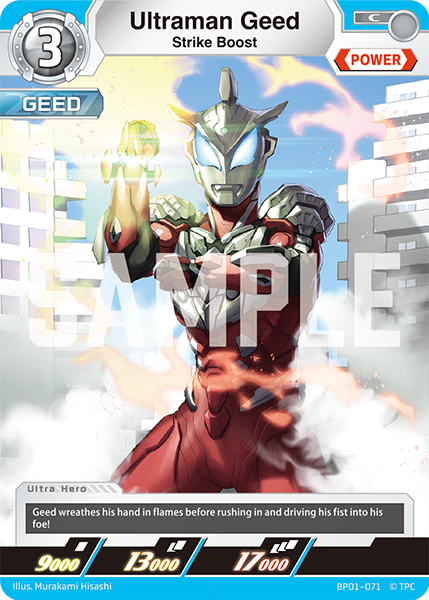 3
Ultraman Geed
Strike Boost
C
POWER
GEED
SAMPLE
Ultra Hero
Geed wreathes his hand in flames before rushing in and driving his fist into his
foe!
9000
13000
17000
Illus. Murakami Hisashi
BP01-071 © TPC